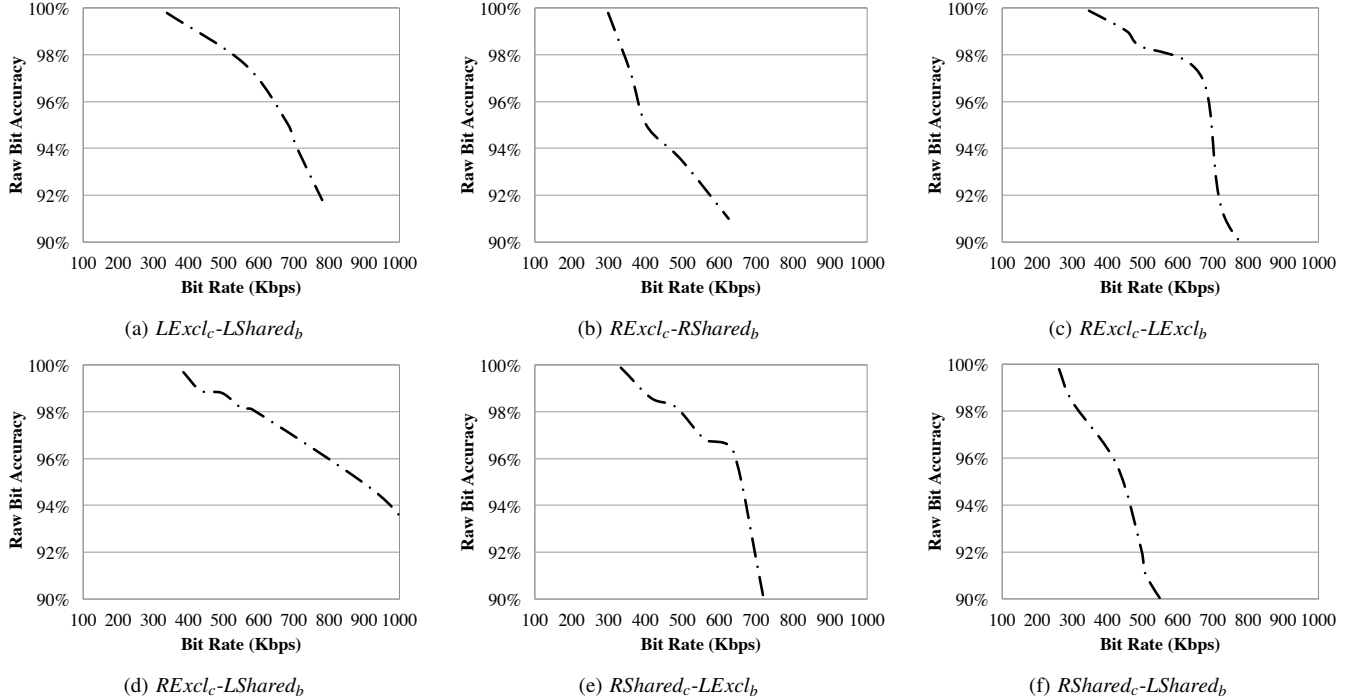 100%
98%
96%
94%
92%
90%
Raw Bit Accuracy
100 200 300 400 500 600 700 800 900 1000
Bit Rate (Kbps)
(a) LExclc-LSharedb
100%
98%
96%
94%
92%
90%
Raw Bit Accuracy
100 200 300 400 500 600 700 800 900 1000
Bit Rate (Kbps)
(b) RExclc-RSharedb
100%
98%
96%
94%
92%
90%
Raw Bit Accuracy
100 200 300 400 500 600 700 800 900 1000
Bit Rate (Kbps)
(c) RExclc-LExclb
100%
98%
96%
94%
92%
90%
Raw Bit Accuracy
100 200 300 400 500 600 700 800 900 1000
Bit Rate (Kbps)
(d) RExclc-LSharedb
100%
98%
96%
94%
92%
90%
Raw Bit Accuracy
100 200 300 400 500 600 700 800 900 1000
Bit Rate (Kbps)
(e) RSharedc-LExclb
100%
98%
96%
94%
92%
90%
Raw Bit Accuracy
100 200 300 400 500 600 700 800 900 1000
Bit Rate (Kbps)
(f) RSharedc-LSharedb